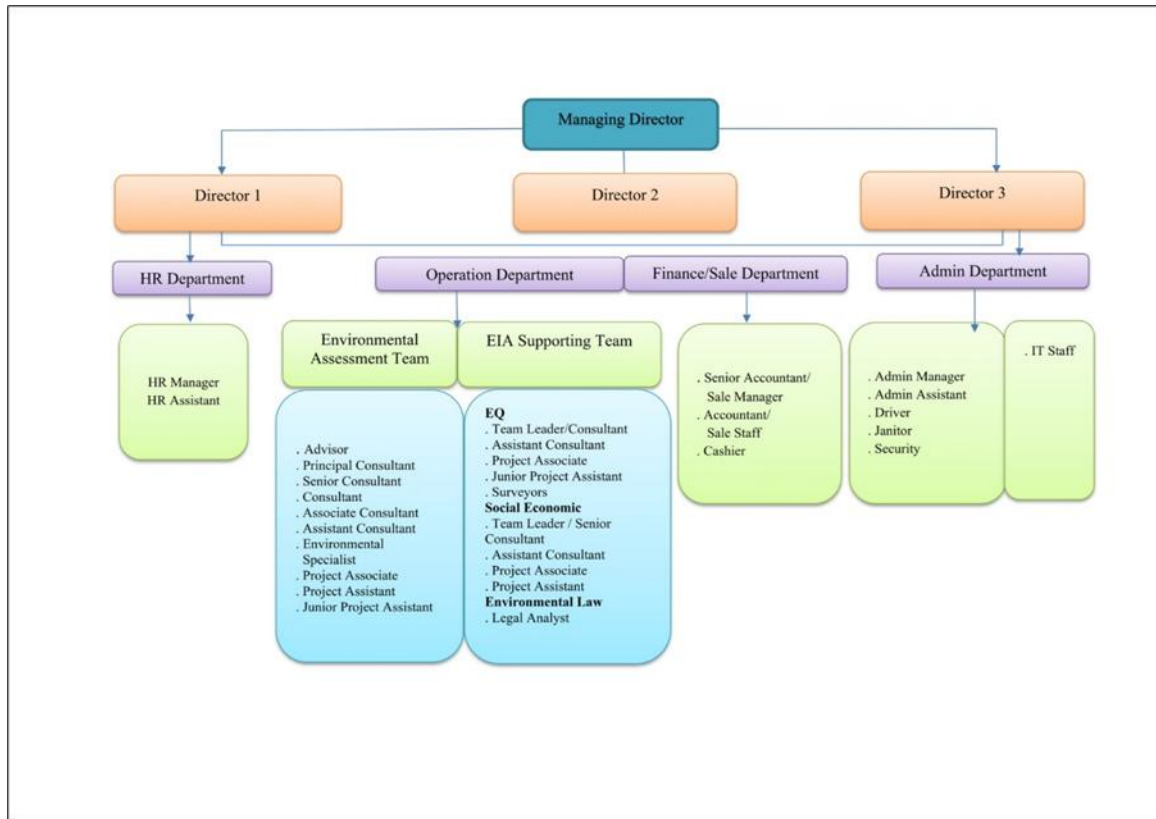 Managing Director
Director 1
Director 2
Director 3
HR Department
Operation Department
Finance/Sale Department
Admin Department
HR Manager
HR Assistant
Environmental
Assessment Team
EIA Supporting Team
. Advisor
. Principal Consultant
. Senior Consultant
. Consultant
. Associate Consultant
. Assistant Consultant
. Environmental
Specialist
. Project Associate
. Project Assistant
. Junior Project Assistant
EQ
. Team Leader/Consultant
. Assistant Consultant
. Project Associate
. Junior Project Assistant
. Surveyors
Social Economic
. Team Leader / Senior
Consultant
. Assistant Consultant
. Project Associate
. Project Assistant
Environmental Law
. Legal Analyst
. Senior Accountant/
Sale Manager
. Accountant/
Sale Staff
. Cashier
. Admin Manager
. Admin Assistant
. Driver
. Janitor
. Security
. IT Staff